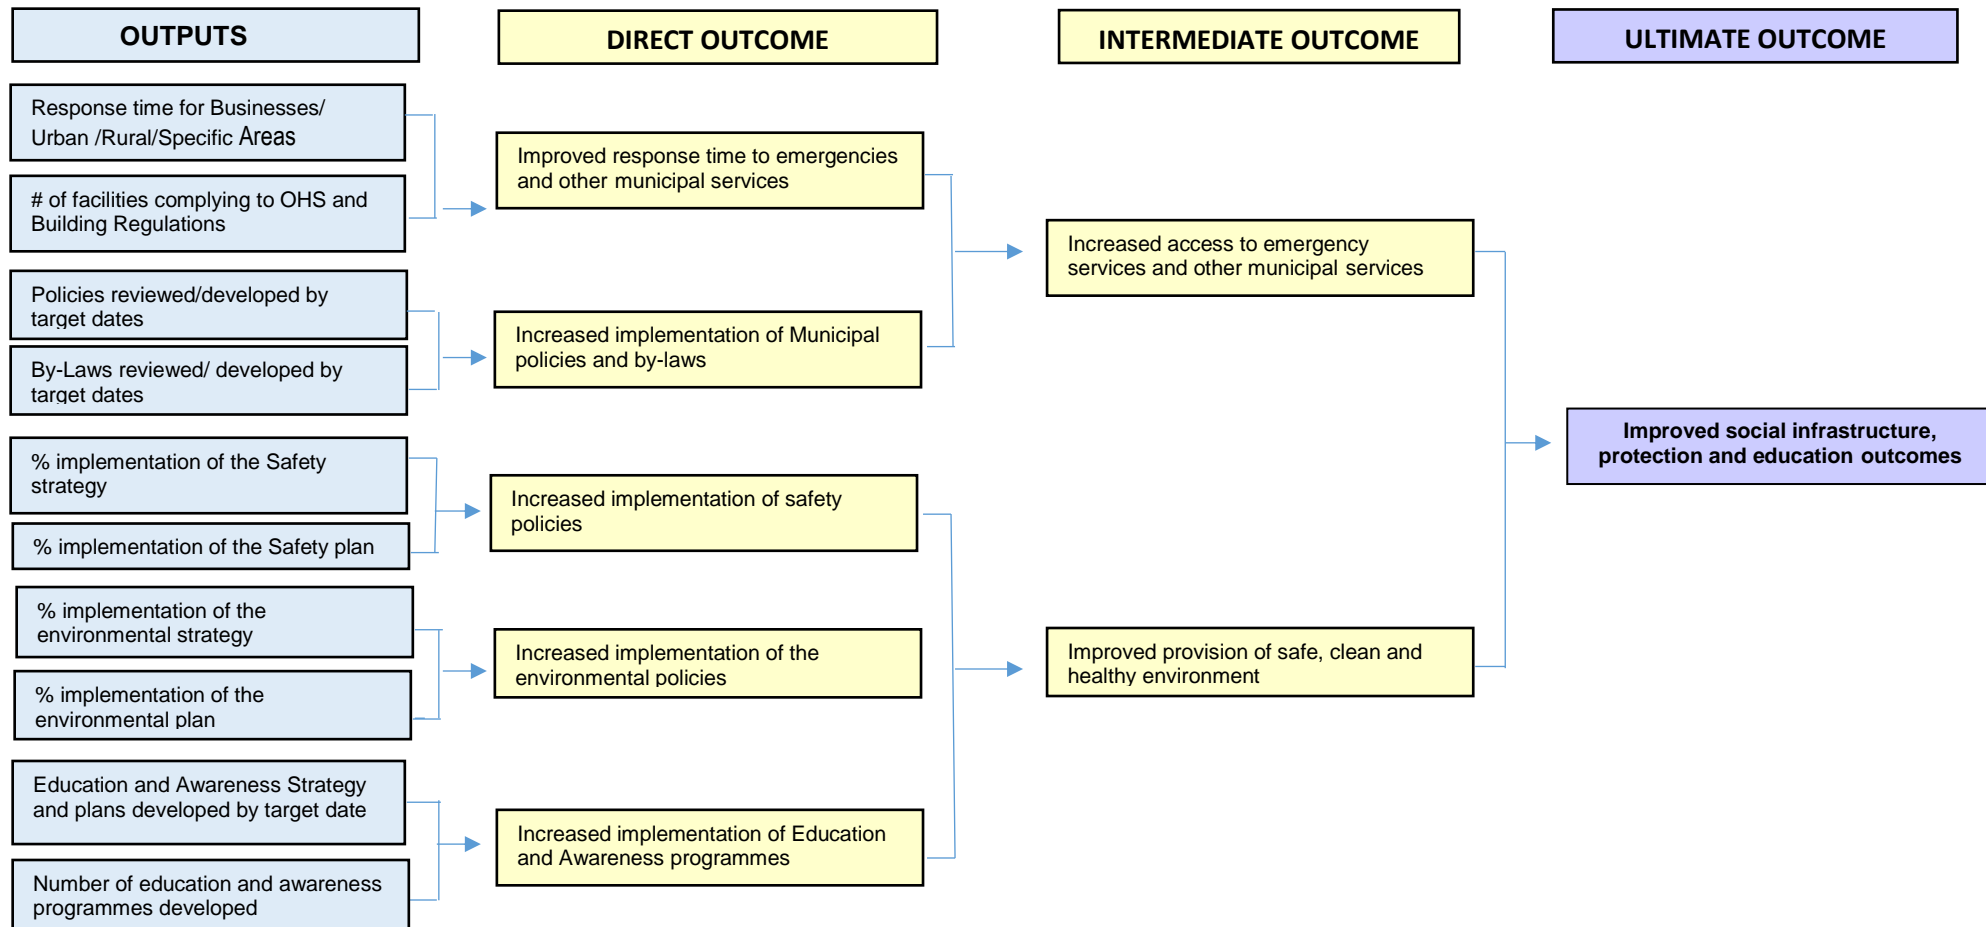 OUTPUTS
DIRECT OUTCOME
INTERMEDIATE OUTCOME
ULTIMATE OUTCOME
Response time for Businesses/
Urban /Rural/Specific Areas
# of facilities complying to OHS and
Building Regulations
Policies reviewed/developed by
target dates
By-Laws reviewed/ developed by
target dates
% implementation of the Safety
strategy
% implementation of the Safety plan
% implementation of the
environmental strategy
% implementation of the
environmental plan
Education and Awareness Strategy
and plans developed by target date
Number of education and awareness
programmes developed
Improved response time to emergencies
and other municipal services
Increased implementation of Municipal
policies and by-laws
Increased implementation of safety
policies
Increased implementation of the
environmental policies
Increased implementation of Education
and Awareness programmes
Increased access to emergency
services and other municipal services
Improved provision of safe, clean and
healthy environment
Improved social infrastructure,
protection and education outcomes